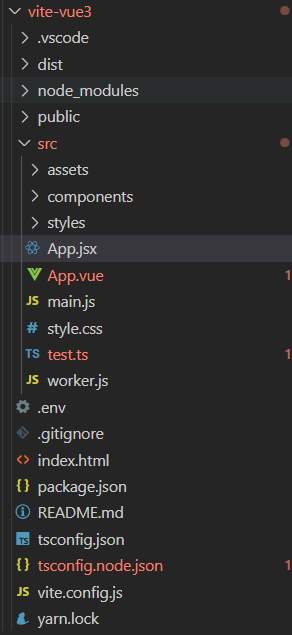 vite-vue3
.vscode
dist
node_modules
public
src
assets
components
styles
App.jsx
App.vue 1
JS main.js
# style.css
TS test.ts 1
JS worker.js
.env
.gitignore
<> index.html
{ } package.json
README.md
TS tsconfig.json
{ } tsconfig.node.json 1
JS vite.config.js
yarn.lock